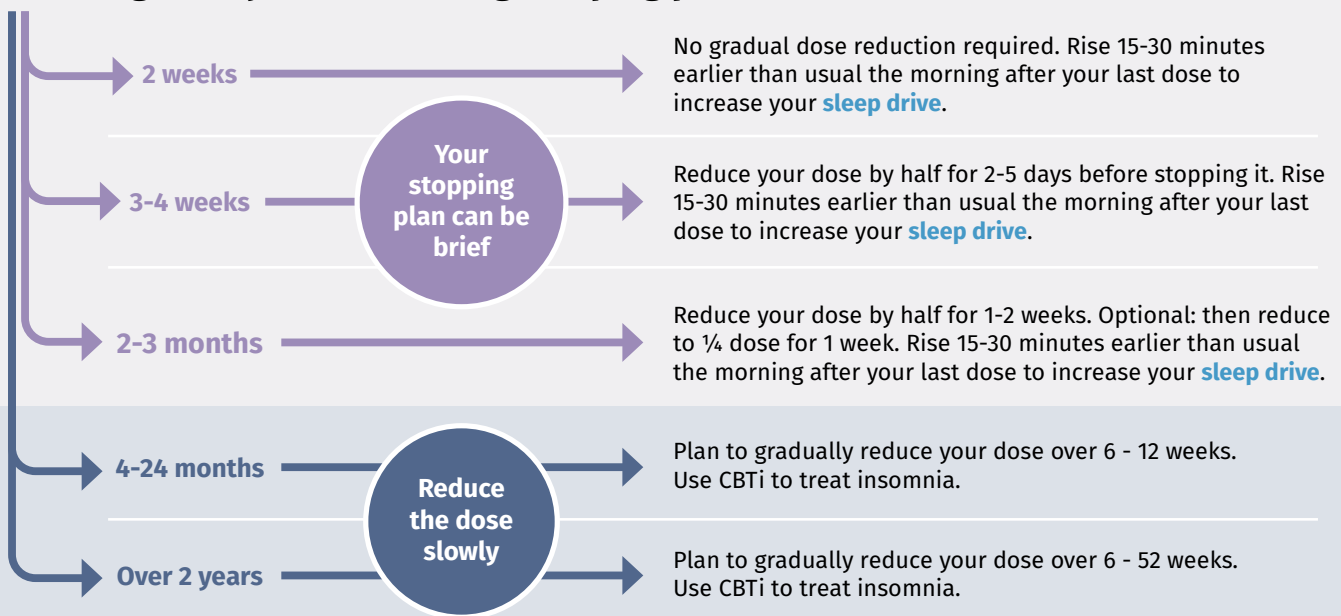 2 weeks
No gradual dose reduction required. Rise 15-30 minutes
earlier than usual the morning after your last dose to
increase your sleep drive.
Your
stopping
plan can be
brief
3-4 weeks
Reduce your dose by half for 2-5 days before stopping it. Rise
15-30 minutes earlier than usual the morning after your last
dose to increase your sleep drive.
2-3 months
Reduce your dose by half for 1-2 weeks. Optional: then reduce
to ¼ dose for 1 week. Rise 15-30 minutes earlier than usual
the morning after your last dose to increase your sleep drive.
4-24 months
Plan to gradually reduce your dose over 6 - 12 weeks.
Use CBTi to treat insomnia.
Reduce
the dose
slowly
Over 2 years
Plan to gradually reduce your dose over 6 - 52 weeks.
Use CBTi to treat insomnia.